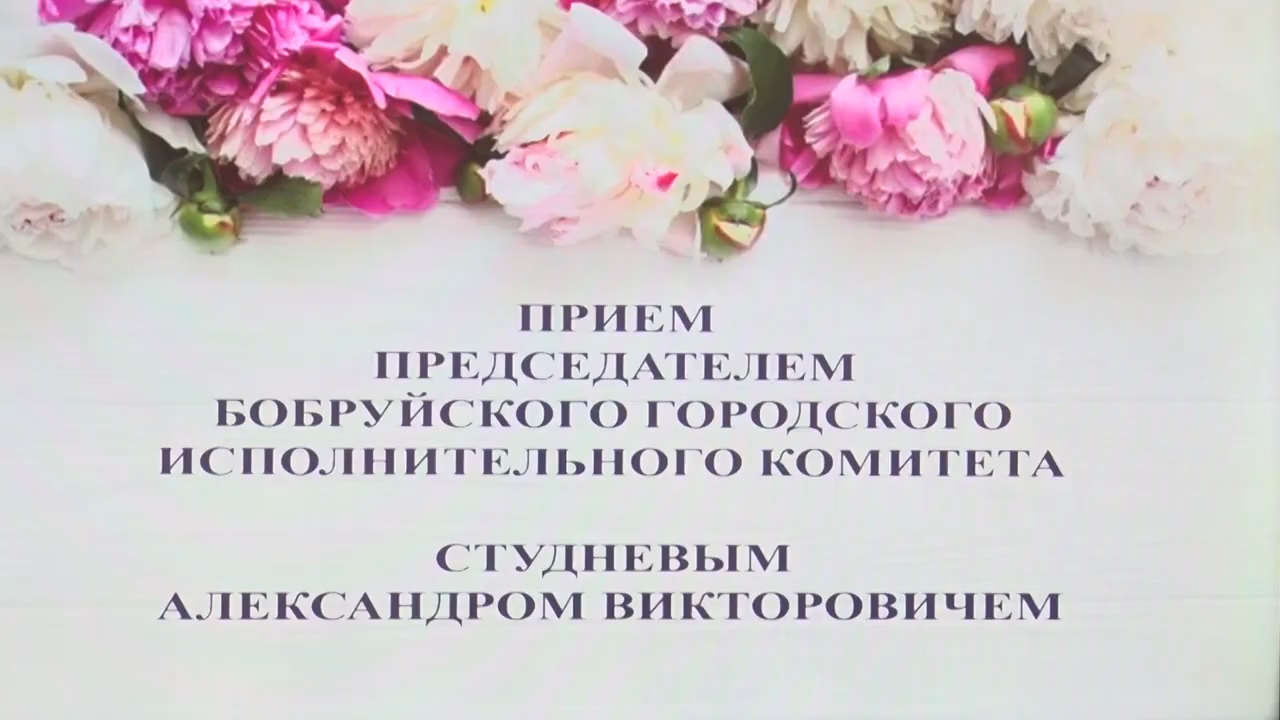 ПРИЕМ
ПРЕДСЕДАТЕЛЕМ
БОБРУЙСКОГО ГОРОДСКОГО
ИСПОЛНИТЕЛЬНОГО КОМИТЕТА
СТУДНЕВЫМ
АЛЕКСАНДРОМ ВИКТОРОВИЧЕМ